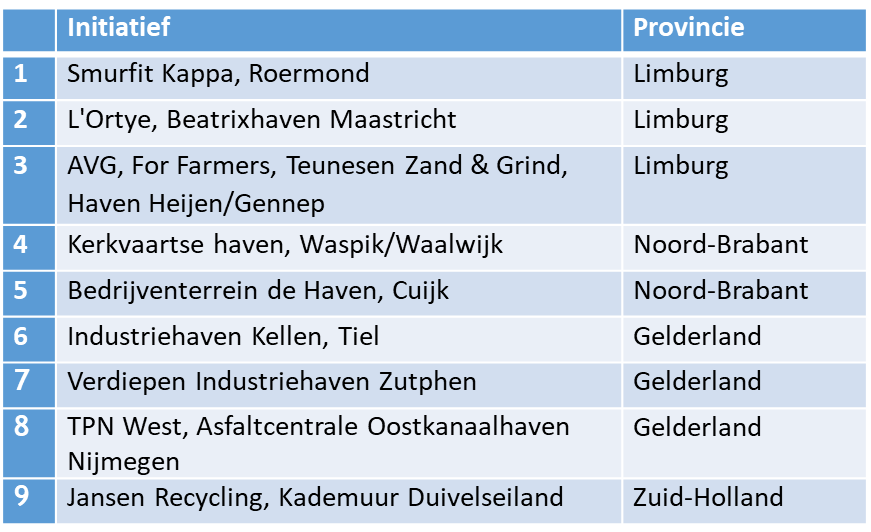 Initiatief Provincie
1 Smurfit Kappa, Roermond Limburg
2 L'Ortye, Beatrixhaven Maastricht Limburg
3 AVG, For Farmers, Teunesen Zand & Grind, Limburg
Haven Heijen/Gennep
4 Kerkvaartse haven, Waspik/Waalwijk Noord-Brabant
5 Bedrijventerrein de Haven, Cuijk Noord-Brabant
6 Industriehaven Kellen, Tiel Gelderland
7 Verdiepen Industriehaven Zutphen Gelderland
8 TPN West, Asfaltcentrale Oostkanaalhaven Gelderland
Nijmegen
9 Jansen Recycling, Kademuur Duivelseiland Zuid-Holland